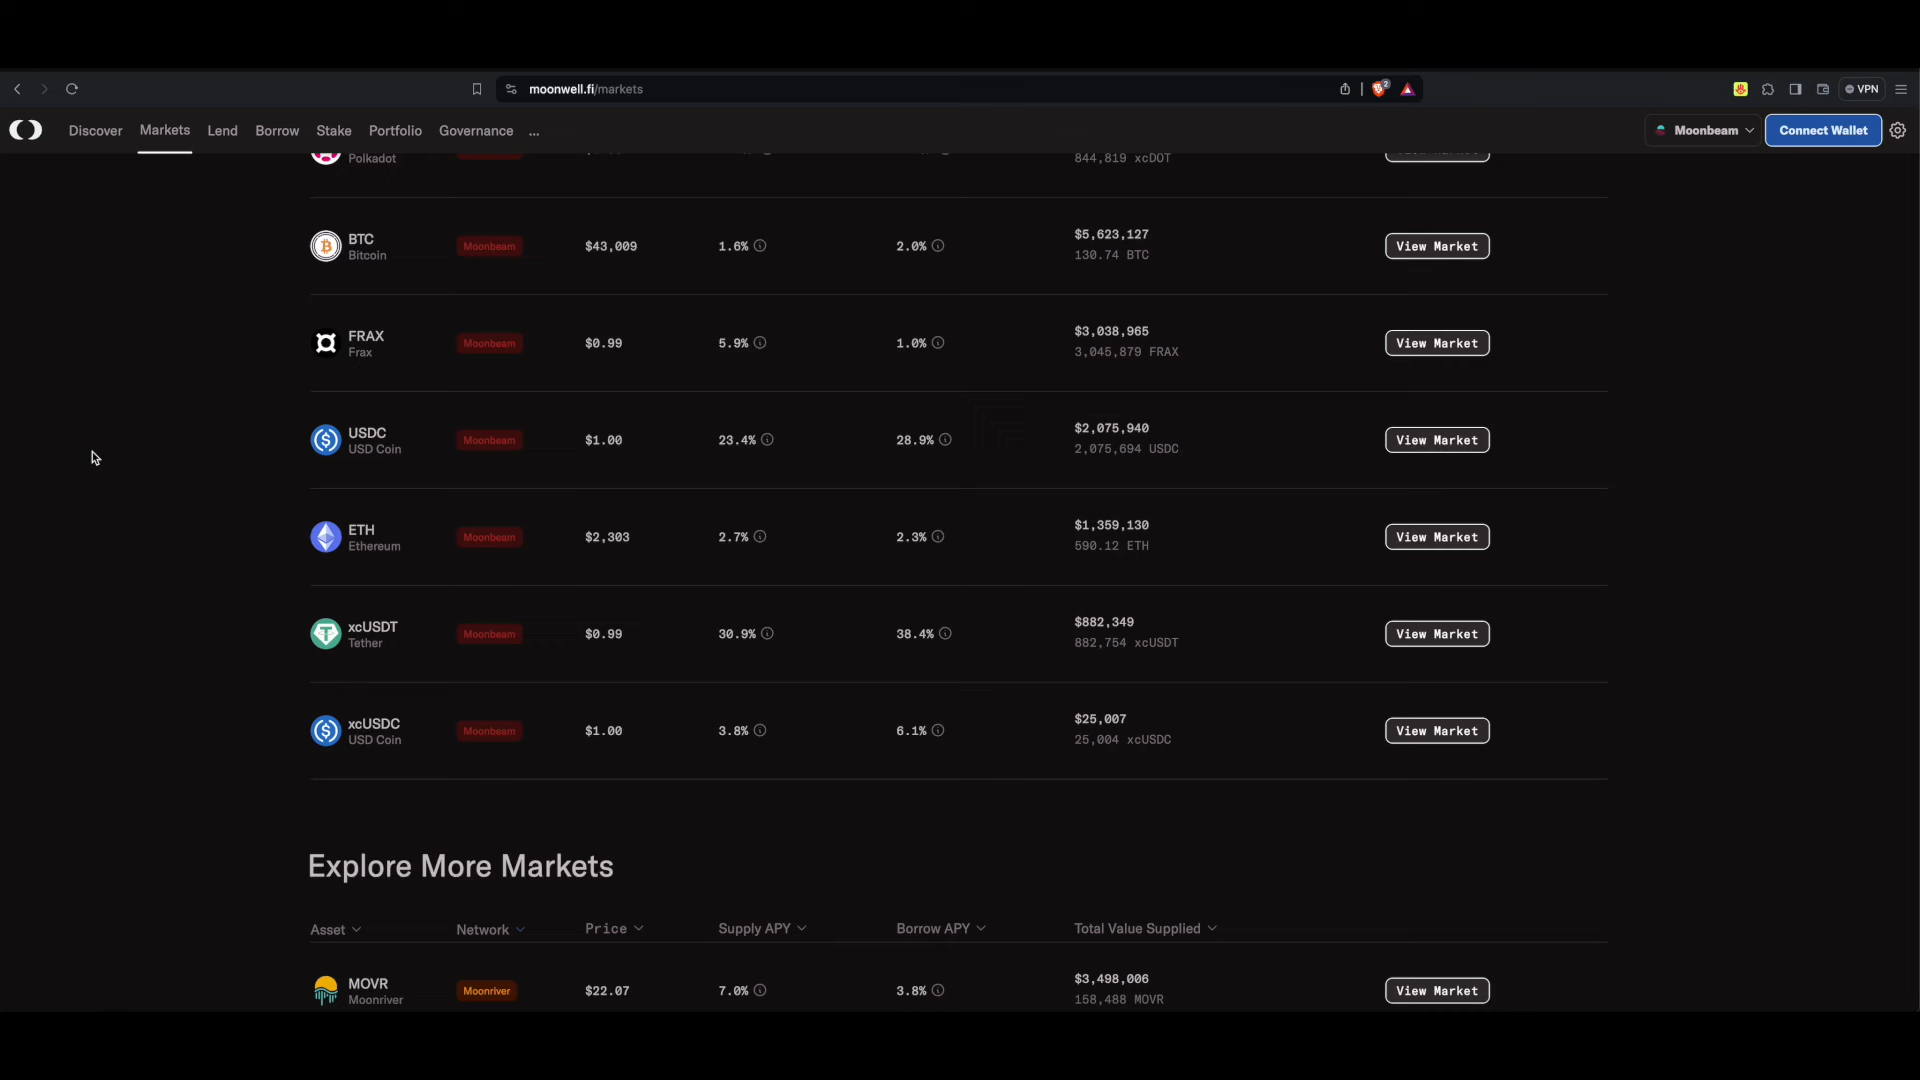 moonwell.fi/markets
2
VPN
Discover
Markets
Lend
Borrow
Stake
Portfolio
Governance
...
Moonbeam
Connect Wallet
Polkadot
844,819 xcDOT
BTC
Bitcoin
Moonbeam
$43,009
1.6%
2.0%
$5,623,127
130.74 BTC
View Market
FRAX
Frax
Moonbeam
$0.99
5.9%
1.0%
$3,038,965
3,045,879 FRAX
View Market
USDC
USD Coin
Moonbeam
$1.00
23.4%
28.9%
$2,075,940
2,075,694 USDC
View Market
ETH
Ethereum
Moonbeam
$2,303
2.7%
2.3%
$1,359,130
590.12 ETH
View Market
xcUSDT
Tether
Moonbeam
$0.99
30.9%
38.4%
$882,349
882,754 xcUSDT
View Market
xcUSDC
USD Coin
Moonbeam
$1.00
3.8%
6.1%
$25,007
25,004 xcUSDC
View Market
Explore More Markets
Asset
Network
Price
Supply APY
Borrow APY
Total Value Supplied
MOVR
Moonriver
Moonriver
$22.07
7.0%
3.8%
$3,498,006
158,488 MOVR
View Market